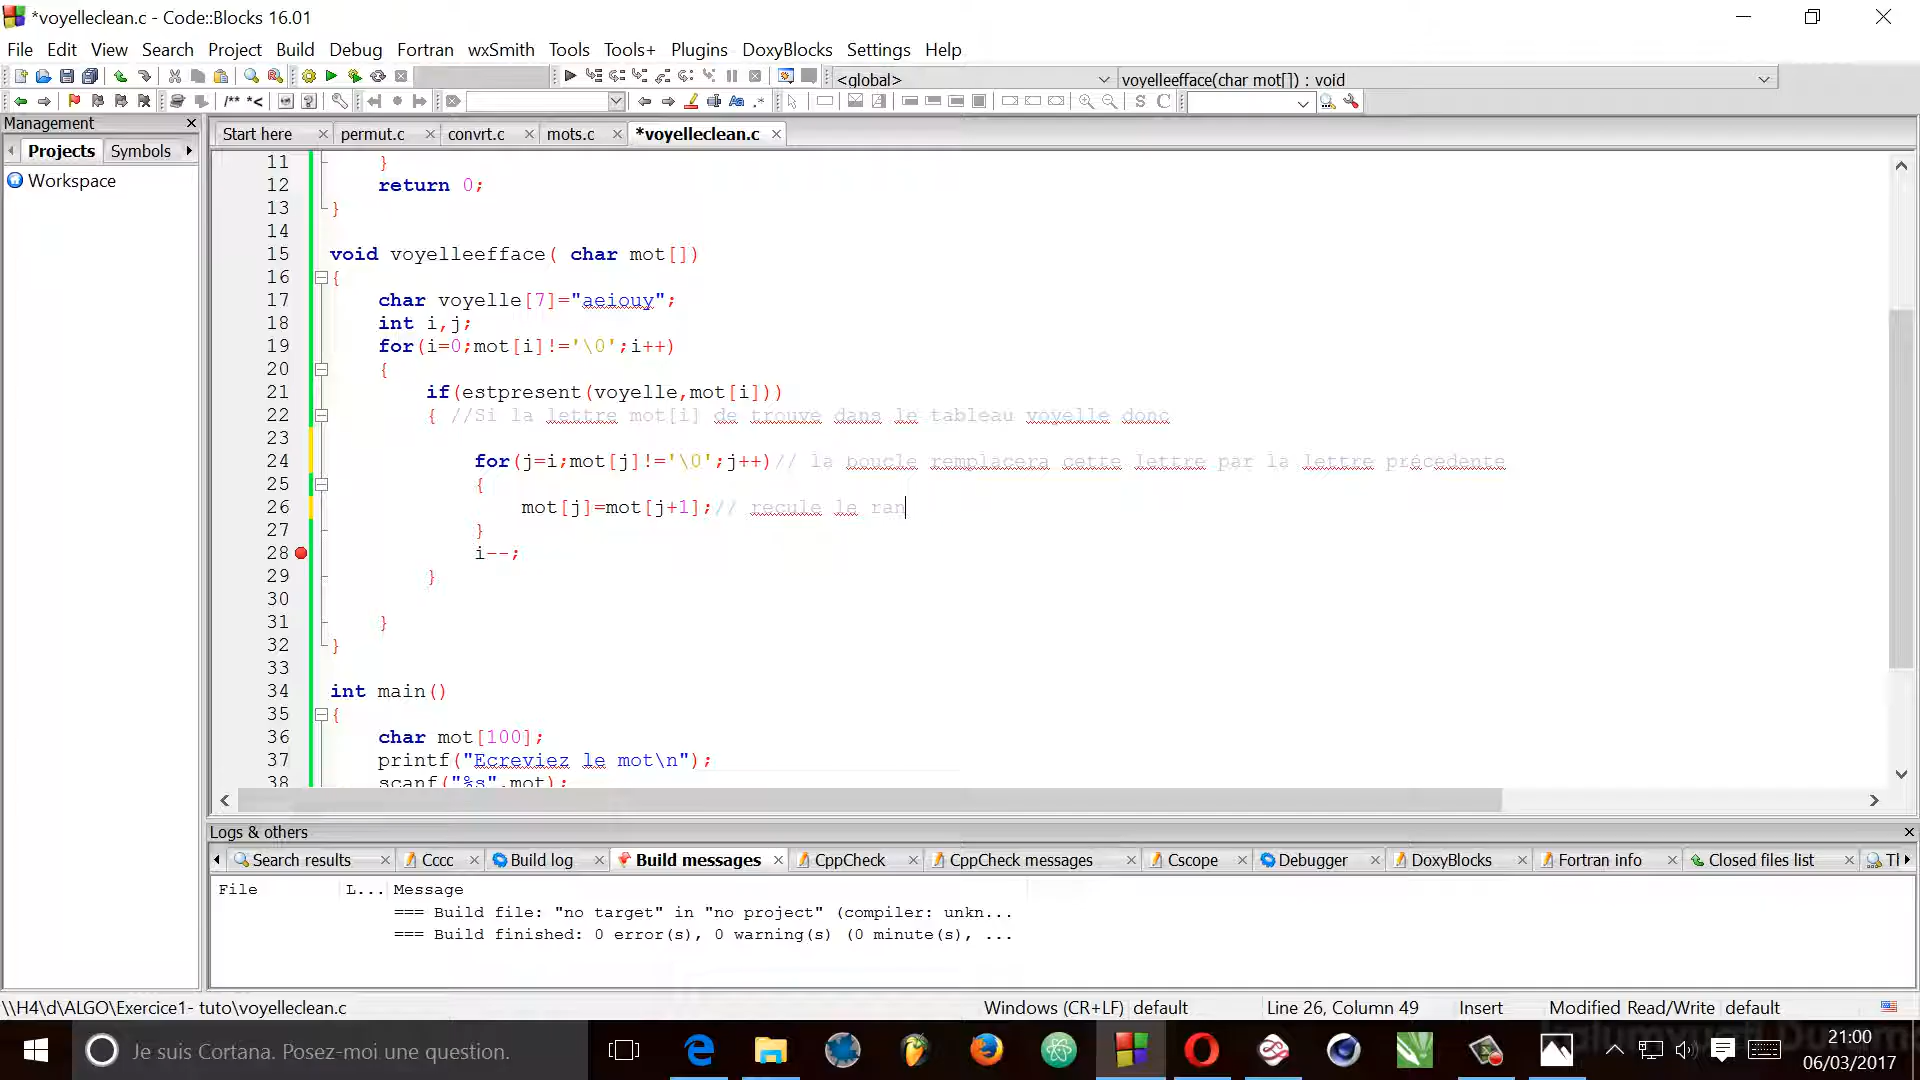 *voyelleclean.c - Code::Blocks 16.01
File Edit View Search Project Build Debug Fortran wxSmith Tools Tools+ Plugins DoxyBlocks Settings Help
<global> voyelleefface(char mot[]) : void
/** *<
S C
Management
Start here permut.c convrt.c mots.c *voyelleclean.c
Projects Symbols
Workspace
11 }
12 return 0;
13 }
14
15 void voyelleefface( char mot[])
16 {
17 char voyelle[7]="aeiouy";
18 int i,j;
19 for(i=0;mot[i]!='\0';i++)
20 {
21 if(estpresent(voyelle,mot[i]))
22 { //Si la lettre mot[i] de trouve dans le tableau voyelle donc
23
24 for(j=i;mot[j]!='\0';j++)// la boucle remplacera cette lettre par la lettre précedente
25 {
26 mot[j]=mot[j+1];// recule le ran
27 }
28 i--;
29 }
30
31 }
32 }
33
34 int main()
35 {
36 char mot[100];
37 printf("Ecreviez le mot\n");
38 scanf("%s",mot);
Logs & others
Search results Cccc Build log Build messages CppCheck CppCheck messages Cscope Debugger DoxyBlocks Fortran info Closed files list
File L... Message
=== Build file: "no target" in "no project" (compiler: unkn...
=== Build finished: 0 error(s), 0 warning(s) (0 minute(s), ...
\\H4\d\ALGO\Exercice1- tuto\voyelleclean.c Windows (CR+LF) default Line 26, Column 49 Insert Modified Read/Write default
Je suis Cortana. Posez-moi une question.
21:00
06/03/2017